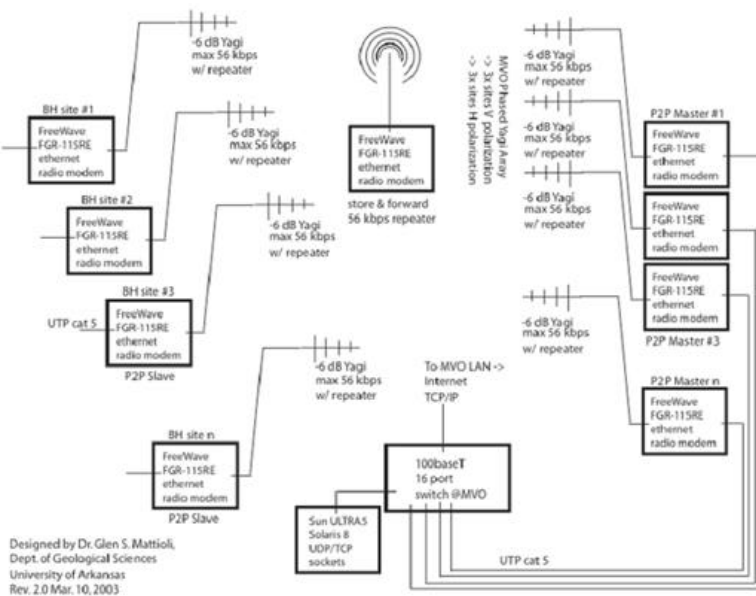 -6 dB Yagi
max 56 kbps
w/ repeater
BH site #1
FreeWave
FGR-115RE
ethernet
radio modem
-6 dB Yagi
max 56 kbps
w/ repeater
BH site #2
FreeWave
FGR-115RE
ethernet
radio modem
-6 dB Yagi
max 56 kbps
w/ repeater
BH site #3
UTP cat 5
FreeWave
FGR-115RE
ethernet
radio modem
P2P Slave
-6 dB Yagi
max 56 kbps
w/ repeater
BH site n
FreeWave
FGR-115RE
ethernet
radio modem
P2P Slave
FreeWave
FGR-115RE
ethernet
radio modem
store & forward
56 kbps repeater
MVO Phased Yagi Array
-> 3x sites V polarization
-> 3x sites H polarization
-6 dB Yagi
max 56 kbps
w/ repeater
-6 dB Yagi
max 56 kbps
w/ repeater
-6 dB Yagi
max 56 kbps
w/ repeater
-6 dB Yagi
max 56 kbps
w/ repeater
P2P Master #1
FreeWave
FGR-115RE
ethernet
radio modem
FreeWave
FGR-115RE
ethernet
radio modem
FreeWave
FGR-115RE
ethernet
radio modem
P2P Master #3
P2P Master n
FreeWave
FGR-115RE
ethernet
radio modem
To MVO LAN ->
Internet
TCP/IP
100baseT
16 port
switch @MVO
Sun ULTRA5
Solaris 8
UDP/TCP
sockets
UTP cat 5
Designed by Dr. Glen S. Mattioli,
Dept. of Geological Sciences
University of Arkansas
Rev. 2.0 Mar. 10, 2003